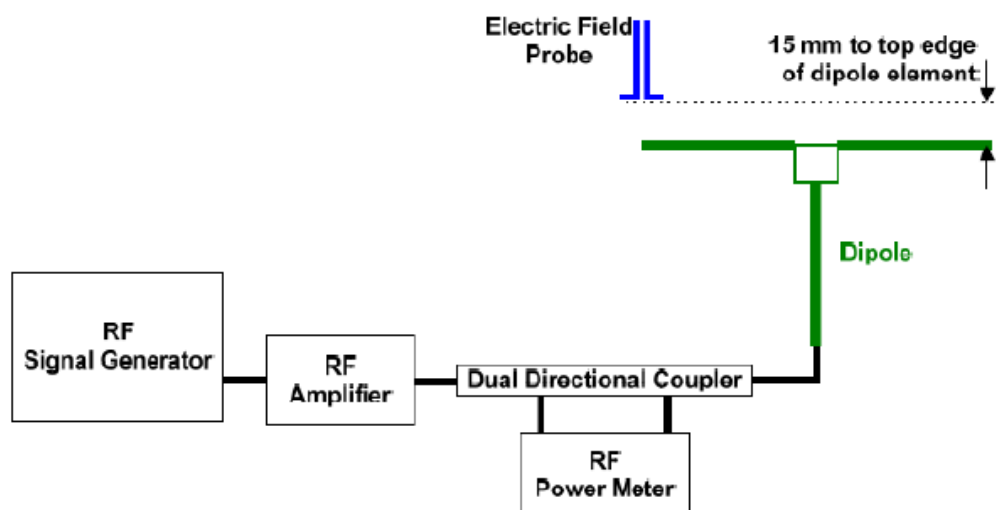 Electric Field
Probe
15 mm to top edge
of dipole element
Dipole
RF
Signal Generator
RF
Amplifier
Dual Directional Coupler
RF
Power Meter